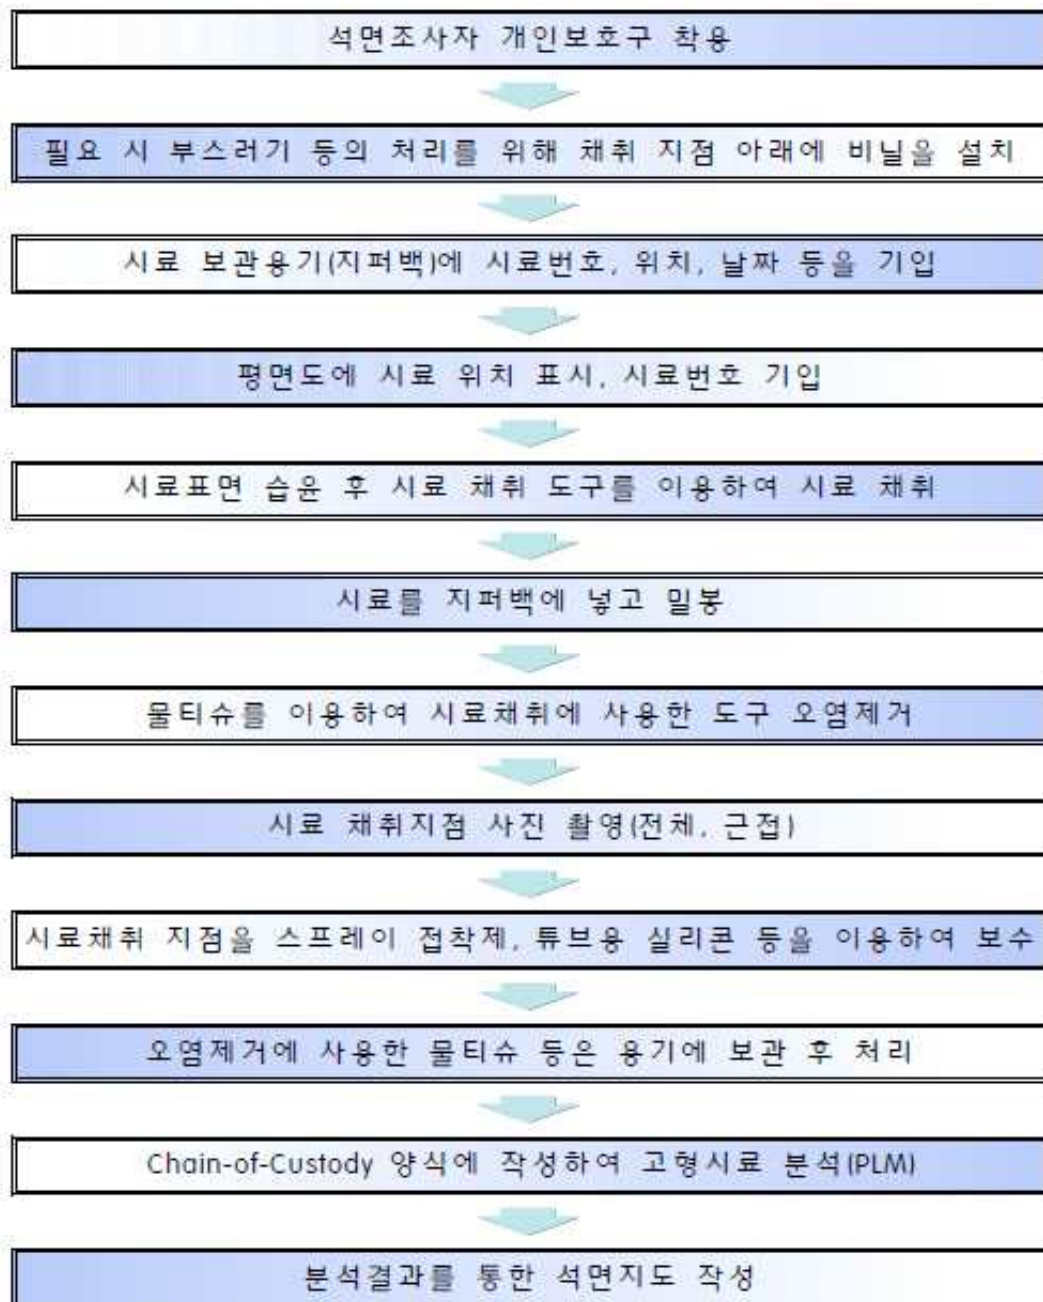 석면조사자 개인보호구 착용
필요 시 부스러기 등의 처리를 위해 채취 지점 아래에 비닐을 설치
시료 보관용기(지퍼백)에 시료번호, 위치, 날짜 등을 기입
평면도에 시료 위치 표시, 시료번호 기입
시료표면 습윤 후 시료 채취 도구를 이용하여 시료 채취
시료를 지퍼백에 넣고 밀봉
물티슈를 이용하여 시료채취에 사용한 도구 오염제거
시료 채취지점 사진 촬영(전체, 근접)
시료채취 지점을 스프레이 접착제, 튜브용 실리콘 등을 이용하여 보수
오염제거에 사용한 물티슈 등은 용기에 보관 후 처리
Chain-of-Custody 양식에 작성하여 고형시료 분석(PLM)
분석결과를 통한 석면지도 작성